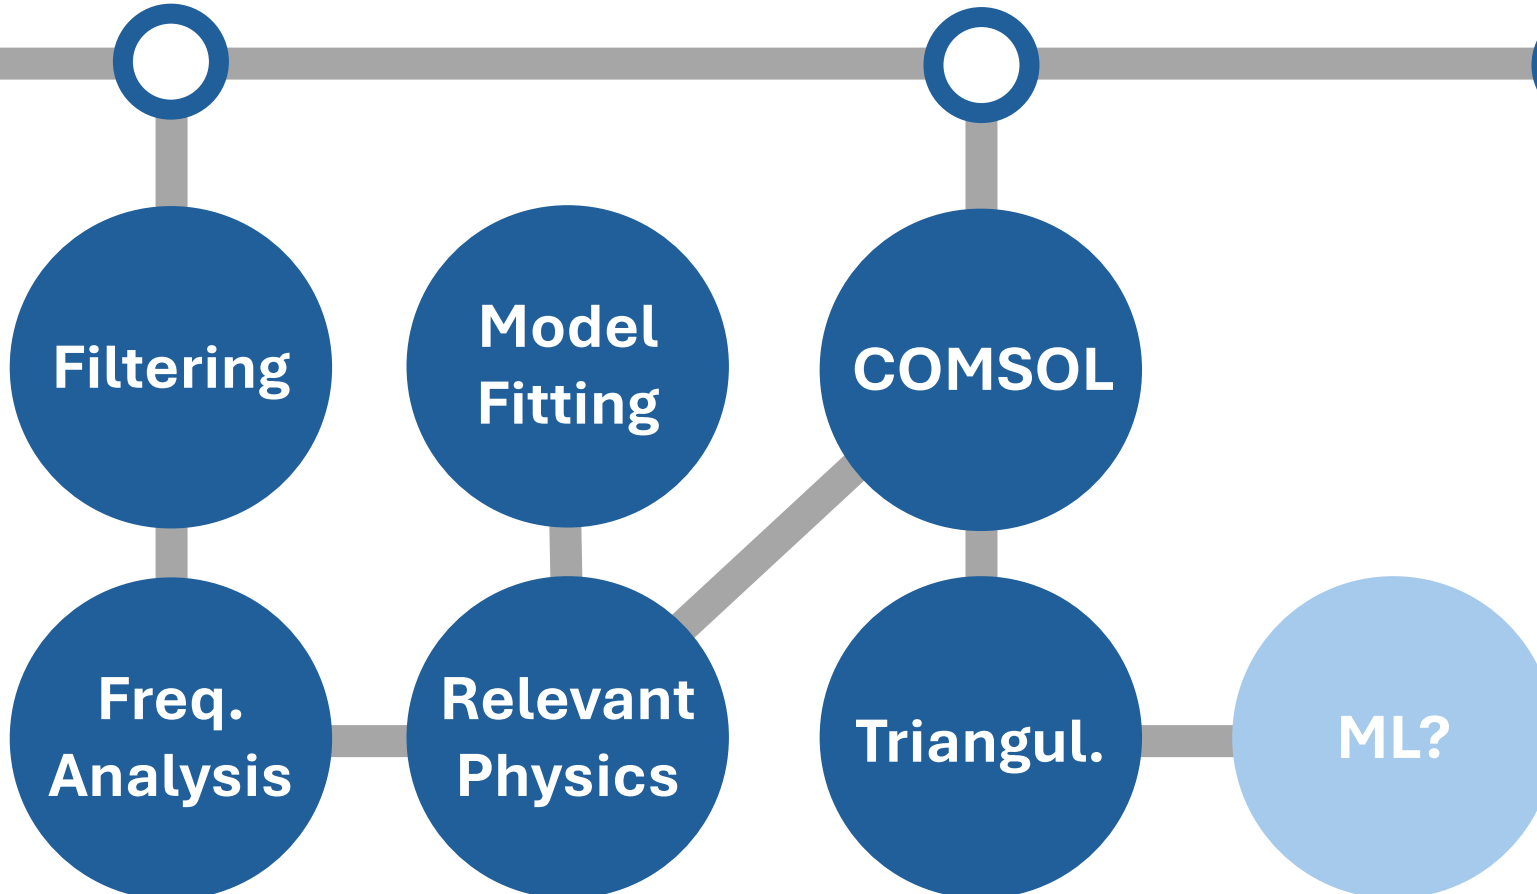 Filtering
Model
Fitting
COMSOL
Freq.
Analysis
Relevant
Physics
Triangul.
ML?